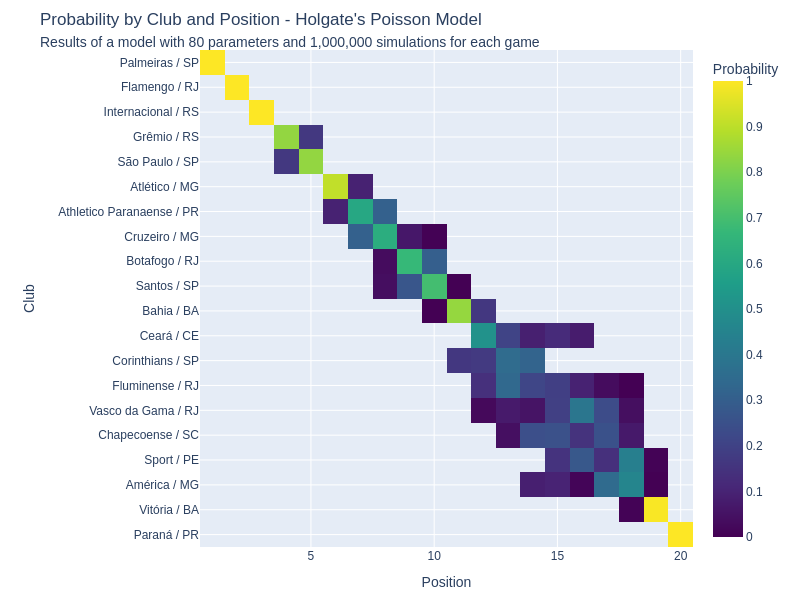 Probability by Club and Position - Holgate's Poisson Model
Results of a model with 80 parameters and 1,000,000 simulations for each game
Probability
Club
Palmeiras / SP
Flamengo / RJ
Internacional / RS
Grêmio / RS
São Paulo / SP
Atlético / MG
Athletico Paranaense / PR
Cruzeiro / MG
Botafogo / RJ
Santos / SP
Bahia / BA
Ceará / CE
Corinthians / SP
Fluminense / RJ
Vasco da Gama / RJ
Chapecoense / SC
Sport / PE
América / MG
Vitória / BA
Paraná / PR
1
0.9
0.8
0.7
0.6
0.5
0.4
0.3
0.2
0.1
0
5 10 15 20
Position